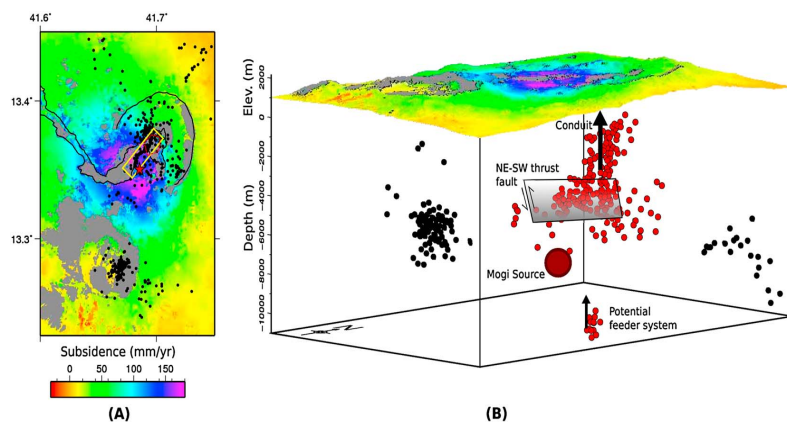 41.6
41.7
13.4
13.3
Subsidence (mm/yr)
0 50 100 150
(A)
Elev. (m)
2000
0
Depth (m)
-2000
-4000
-6000
-8000
-10000
Conduit
NE-SW thrust
fault
Mogi Source
Potential
feeder system
N
(B)